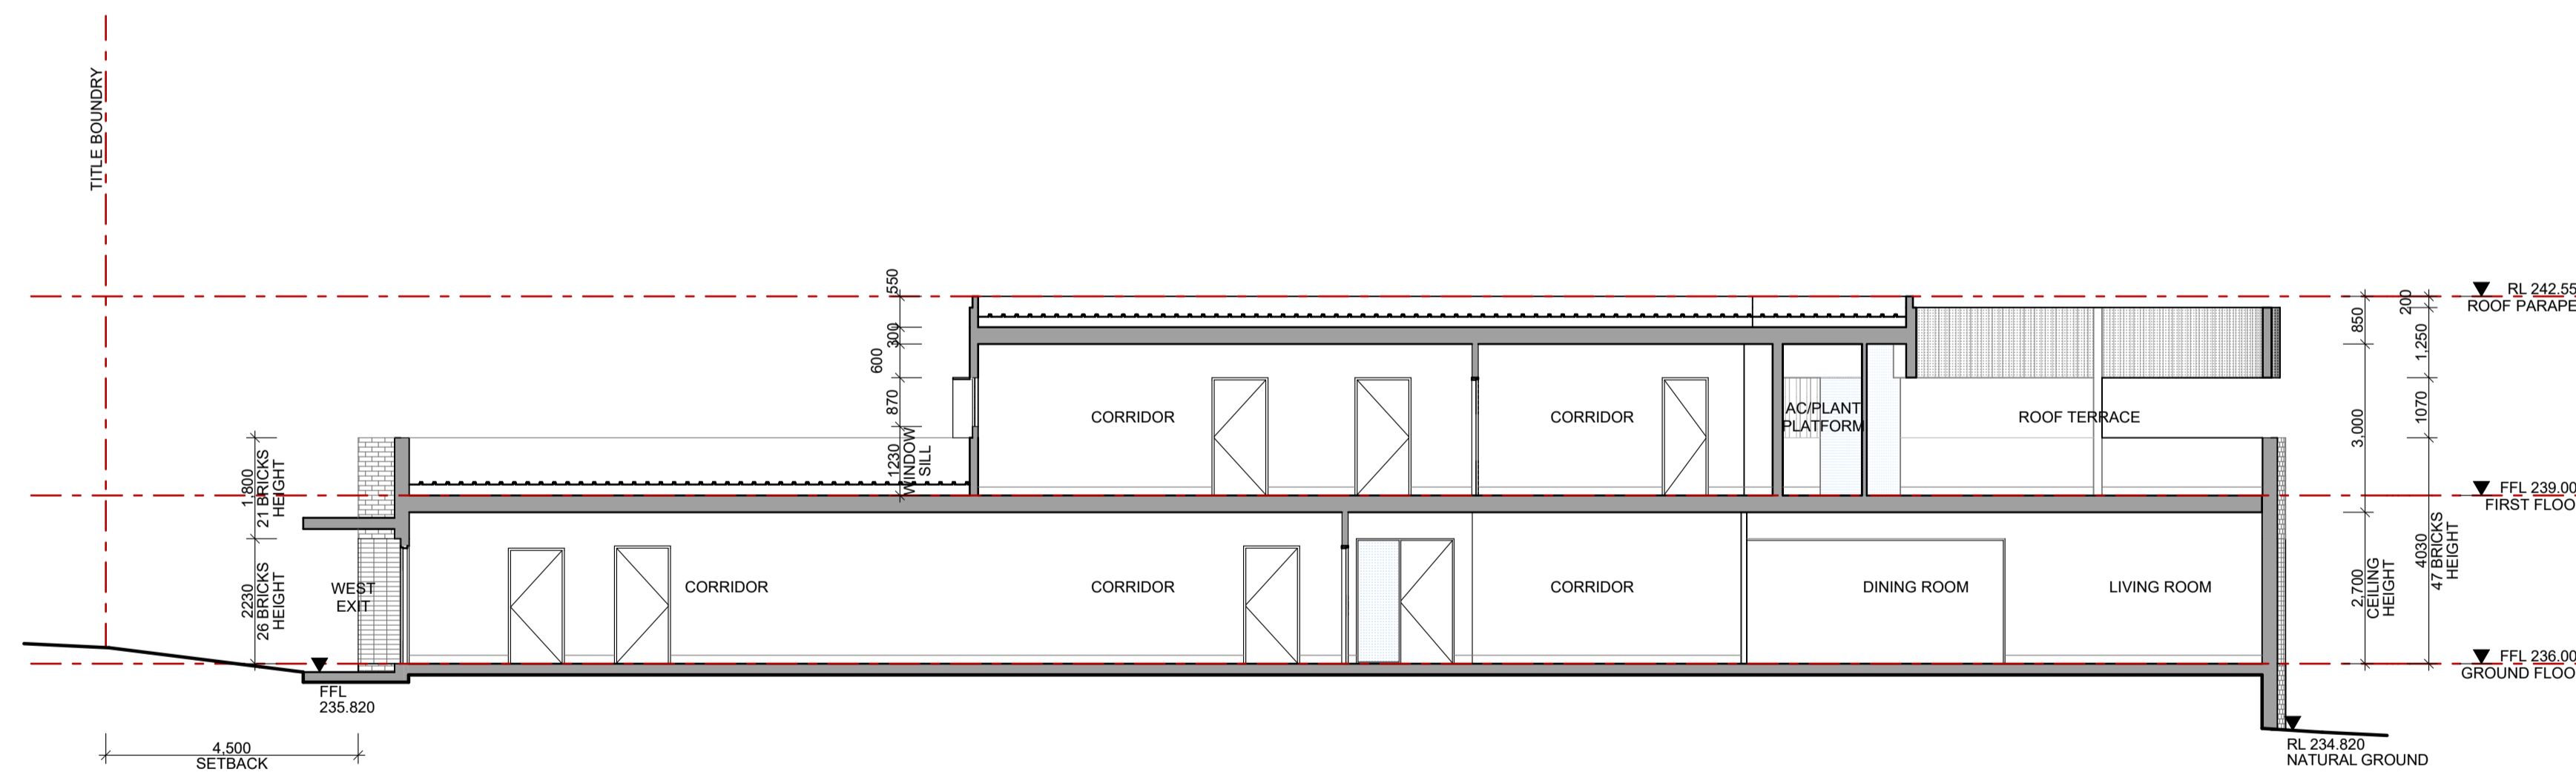 TITLE BOUNDRY
550
300
600
870
1230
WINDOW
SILL
1,800
21 BRICKS
HEIGHT
2230
26 BRICKS
HEIGHT
WEST
EXIT
FFL
235.820
4,500
SETBACK
CORRIDOR
CORRIDOR
AC/PLANT
PLATFORM
ROOF TERRACE
CORRIDOR
CORRIDOR
CORRIDOR
DINING ROOM
LIVING ROOM
850
3,000
2,700
CEILING
HEIGHT
200
1,250
1070
4030
47 BRICKS
HEIGHT
RL 242.55
ROOF PARAPE
FFL 239.00
FIRST FLOO
FFL 236.00
GROUND FLOO
RL 234.820
NATURAL GROUND